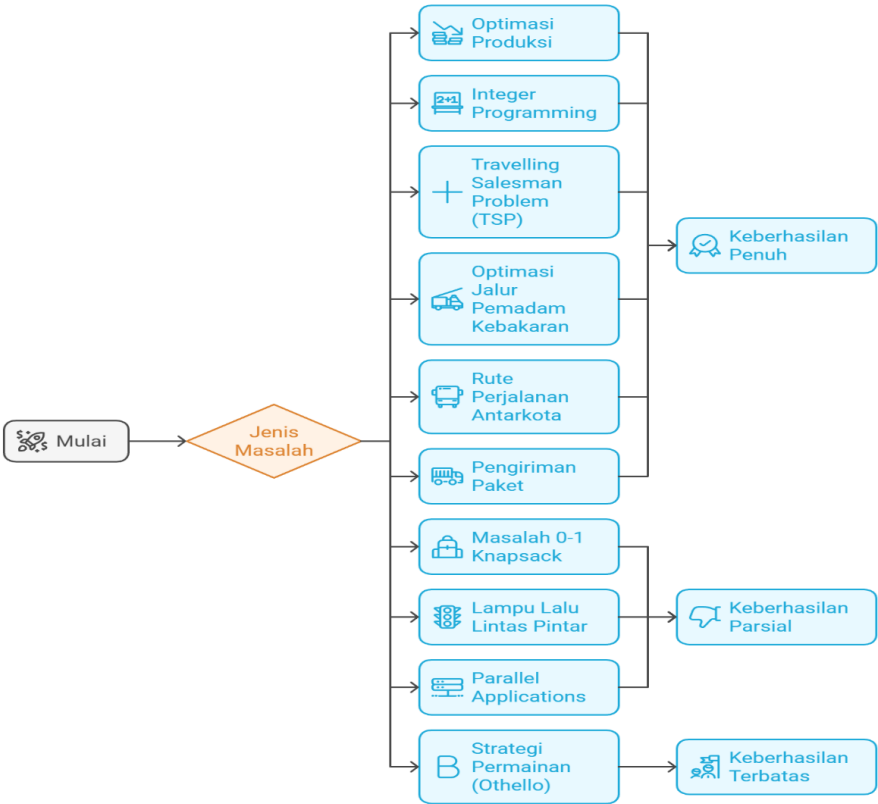 Optimasi
Produksi
2+1
Integer
Programming
Travelling
Salesman
Problem
(TSP)
Optimasi
Jalur
Pemadam
Kebakaran
Rute
Perjalanan
Antarkota
Pengiriman
Paket
Masalah 0-1
Knapsack
Lampu Lalu
Lintas Pintar
Parallel
Applications
B
Strategi
Permainan
(Othello)
Mulai
Jenis
Masalah
Keberhasilan
Penuh
Keberhasilan
Parsial
Keberhasilan
Terbatas